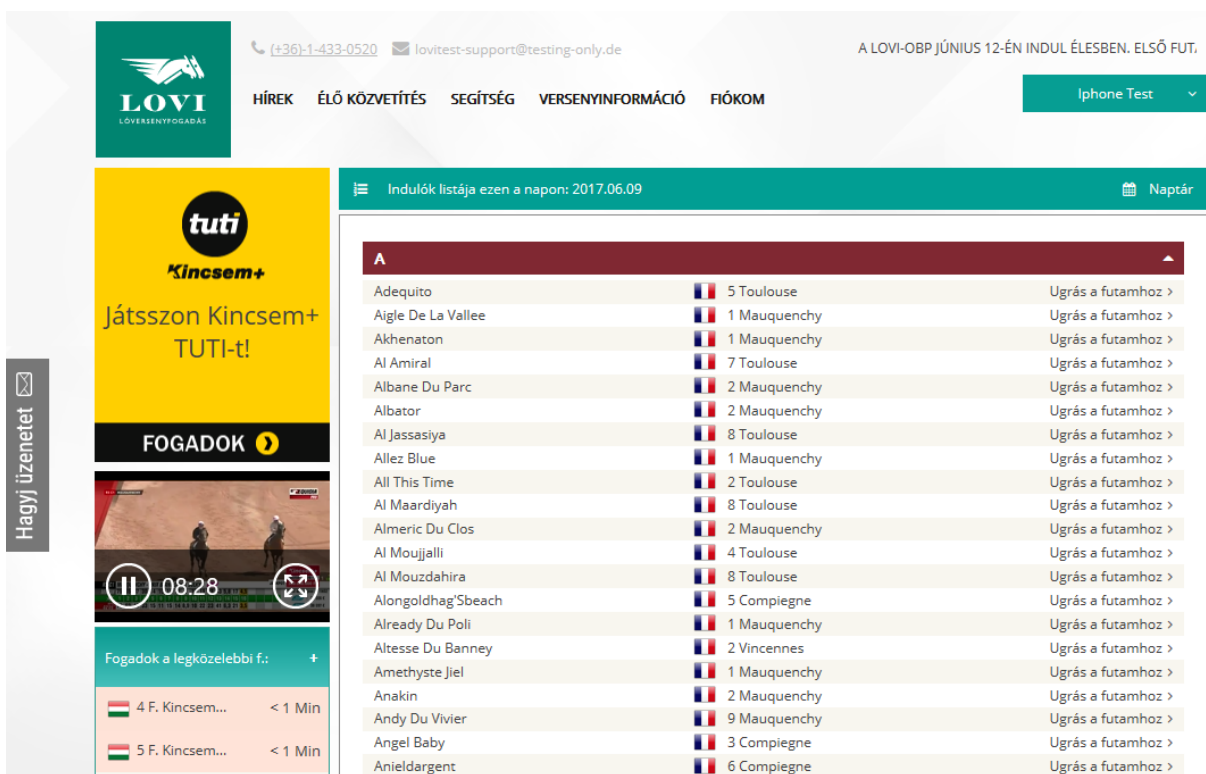 (+36)-1-433-0520 lovitest-support@testing-only.de
A LOVI-OBP JÚNIUS 12-ÉN INDUL ÉLESBEN. ELSŐ FUT
LOVI
LÓVERSENYFOGADÁS
HÍREK ÉLŐ KÖZVETÍTÉS SEGÍTSÉG VERSENYINFORMÁCIÓ FIÓKOM
Iphone Test
Hagyj üzenetet
tuti
Kincsem+
Játsszon Kincsem+
TUTI-t!
FOGADOK
08:28
Fogadok a legközelebbi f.: +
4 F. Kincsem... < 1 Min
5 F. Kincsem... < 1 Min
Indulók listája ezen a napon: 2017.06.09 Naptár
A
Adequito 5 Toulouse Ugrás a futamhoz >
Aigle De La Vallee 1 Mauquenchy Ugrás a futamhoz >
Akhenaton 1 Mauquenchy Ugrás a futamhoz >
Al Amiral 7 Toulouse Ugrás a futamhoz >
Albane Du Parc 2 Mauquenchy Ugrás a futamhoz >
Albator 2 Mauquenchy Ugrás a futamhoz >
Al Jassasiya 8 Toulouse Ugrás a futamhoz >
Allez Blue 1 Mauquenchy Ugrás a futamhoz >
All This Time 2 Toulouse Ugrás a futamhoz >
Al Maardiyah 8 Toulouse Ugrás a futamhoz >
Almeric Du Clos 2 Mauquenchy Ugrás a futamhoz >
Al Moujjalli 4 Toulouse Ugrás a futamhoz >
Al Mouzdahira 8 Toulouse Ugrás a futamhoz >
Alongoldhag'Sbeach 5 Compiegne Ugrás a futamhoz >
Already Du Poli 1 Mauquenchy Ugrás a futamhoz >
Altesse Du Banney 2 Vincennes Ugrás a futamhoz >
Amethyste Jiel 1 Mauquenchy Ugrás a futamhoz >
Anakin 2 Mauquenchy Ugrás a futamhoz >
Andy Du Vivier 9 Mauquenchy Ugrás a futamhoz >
Angel Baby 3 Compiegne Ugrás a futamhoz >
Anieldargent 6 Compiegne Ugrás a futamhoz >